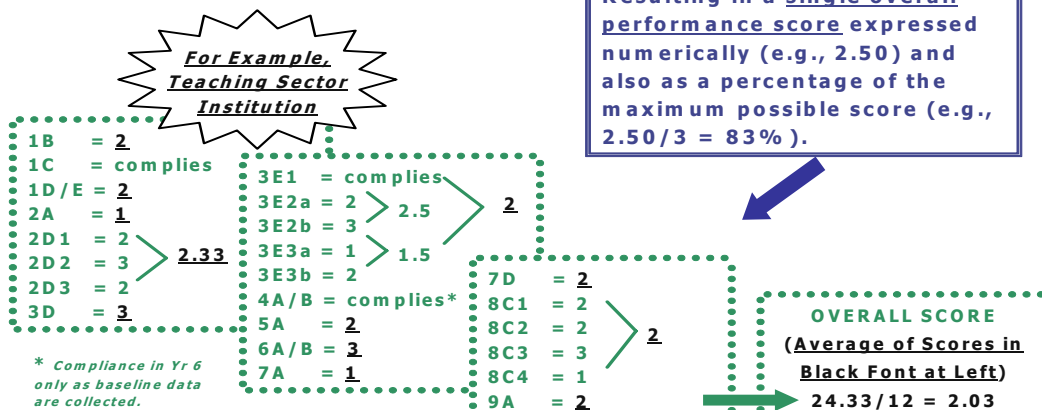 Resulting in a single overall
performance score expressed
numerically (e.g., 2.50) and
also as a percentage of the
maximum possible score (e.g.,
2.50/3 = 83%).
For Example,
Teaching Sector
Institution
1B = 2
1C = complies
1D/E = 2
2A = 1
2D1 = 2
2D2 = 3
2D3 = 2
2.33
3D = 3
* Compliance in Yr 6
only as baseline data
are collected.
3E1 = complies
3E2a = 2
3E2b = 3
2.5
3E3a = 1
3E3b = 2
1.5
2
4A/B = complies*
5A = 2
6A/B = 3
7A = 1
7D = 2
8C1 = 2
8C2 = 2
8C3 = 3
8C4 = 1
2
9A = 2
OVERALL SCORE
(Average of Scores in
Black Font at Left)
24.33/12 = 2.03